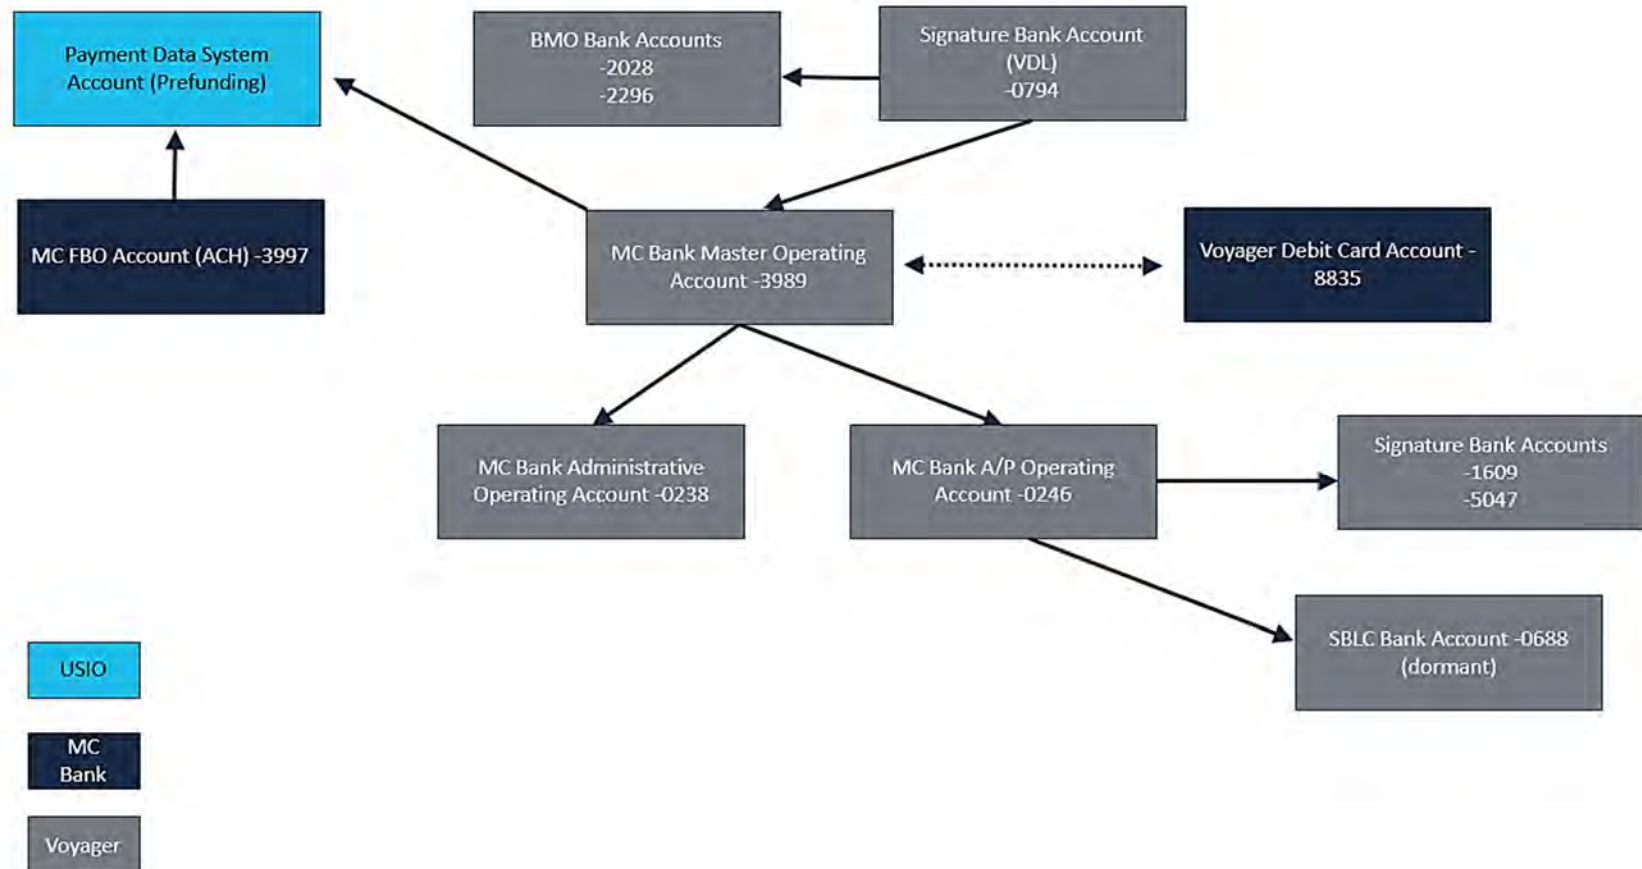 Payment Data System
Account (Prefunding)
BMO Bank Accounts
-2028
-2296
Signature Bank Account
(VDL)
-0794
MC FBO Account (ACH) -3997
MC Bank Master Operating
Account -3989
Voyager Debit Card Account -
8835
MC Bank Administrative
Operating Account -0238
MC Bank A/P Operating
Account -0246
Signature Bank Accounts
-1609
-5047
SBLC Bank Account -0688
(dormant)
USIO
MC
Bank
Voyager